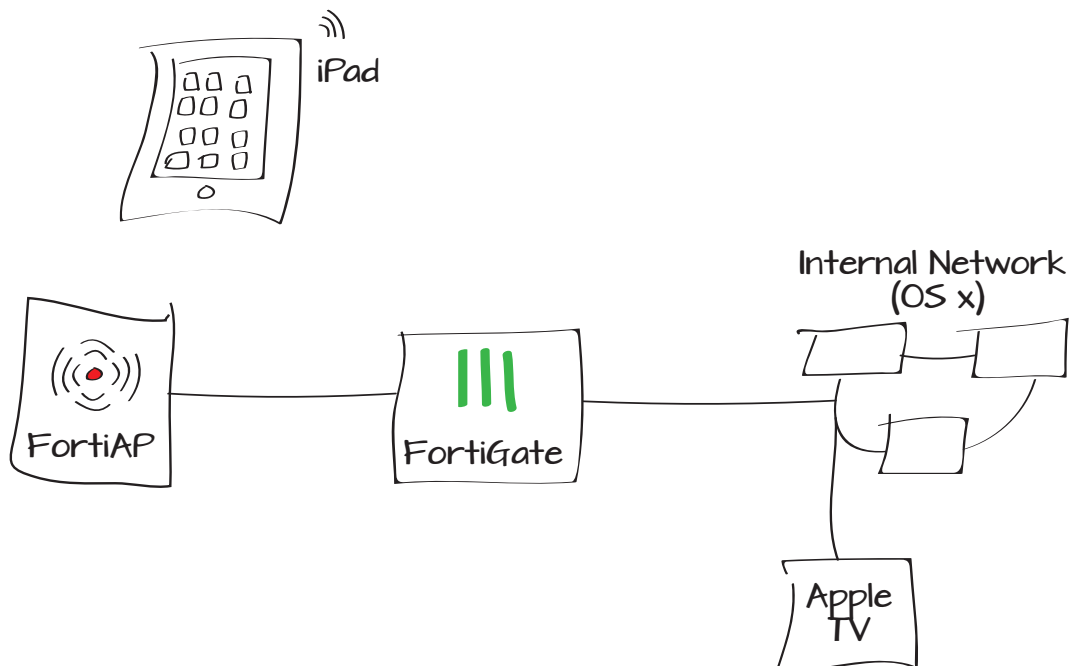 iPad
Internal Network
(OS x)
FortiAP
FortiGate
Apple
TV